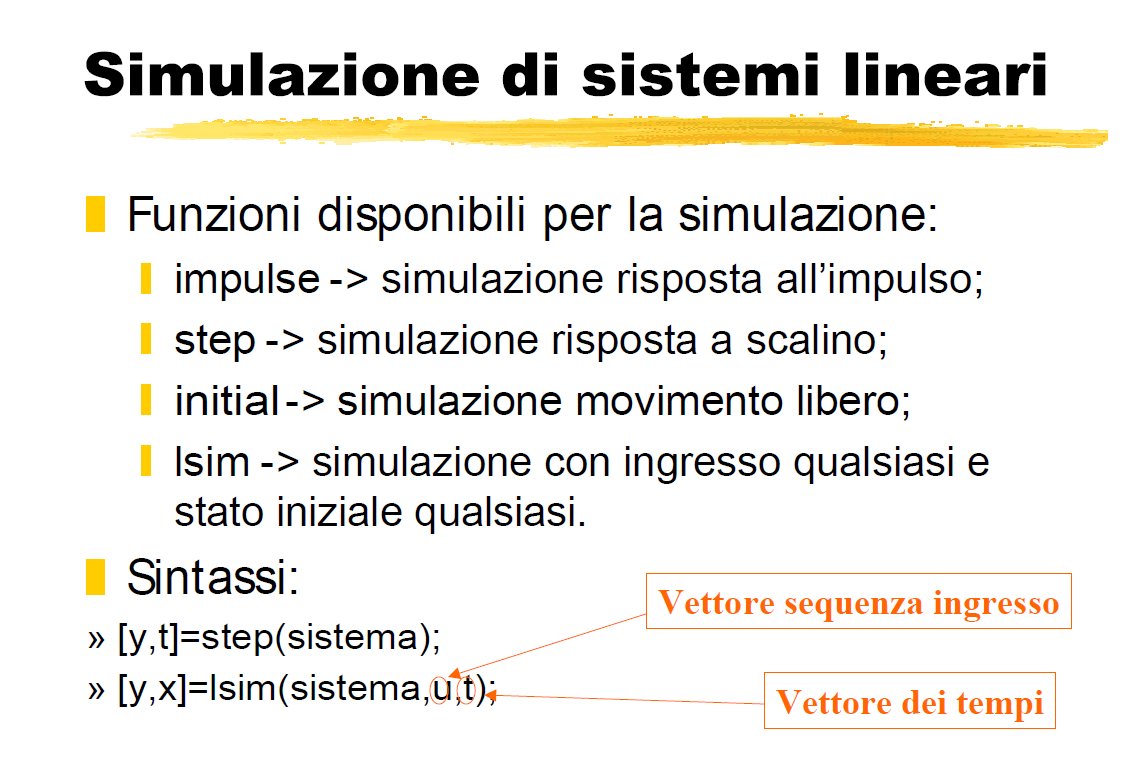 Simulazione di sistemi lineari
Funzioni disponibili per la simulazione:
impulse -> simulazione risposta all’impulso;
step -> simulazione risposta a scalino;
initial -> simulazione movimento libero;
lsim -> simulazione con ingresso qualsiasi e
stato iniziale qualsiasi.
Sintassi:
Vettore sequenza ingresso
» [y,t]=step(sistema);
» [y,x]=lsim(sistema,u,t);
Vettore dei tempi